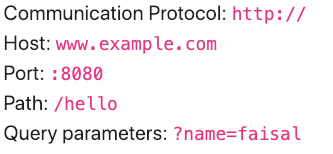 Communication Protocol: http://
Host: www.example.com
Port: :8080
Path: /hello
Query parameters: ?name=faisal